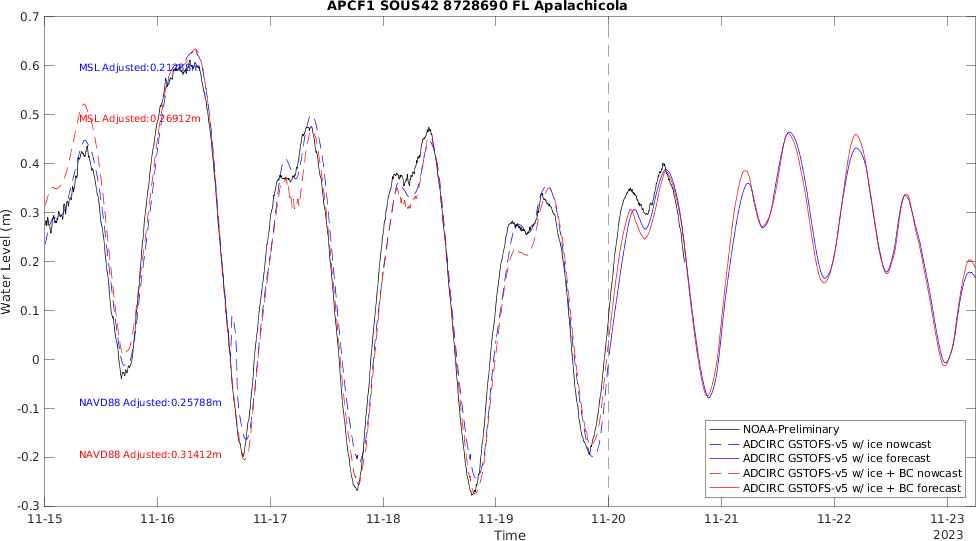 APCF1 SOUS42 8728690 FL Apalachicola
0.7
0.6
0.5
0.4
0.3
0.2
0.1
0
-0.1
-0.2
-0.3
Water Level (m)
MSL Adjusted:
MSL Adjusted:0.26912m
NAVD88 Adjusted:0.25788m
NAVD88 Adjusted:0.31412m
NOAA-Preliminary
ADCIRC GSTOFS-v5 w/ ice nowcast
ADCIRC GSTOFS-v5 w/ ice forecast
ADCIRC GSTOFS-v5 w/ ice + BC nowcast
ADCIRC GSTOFS-v5 w/ ice + BC forecast
11-15
11-16
11-17
11-18
11-19
11-20
11-21
11-22
11-23
Time
2023